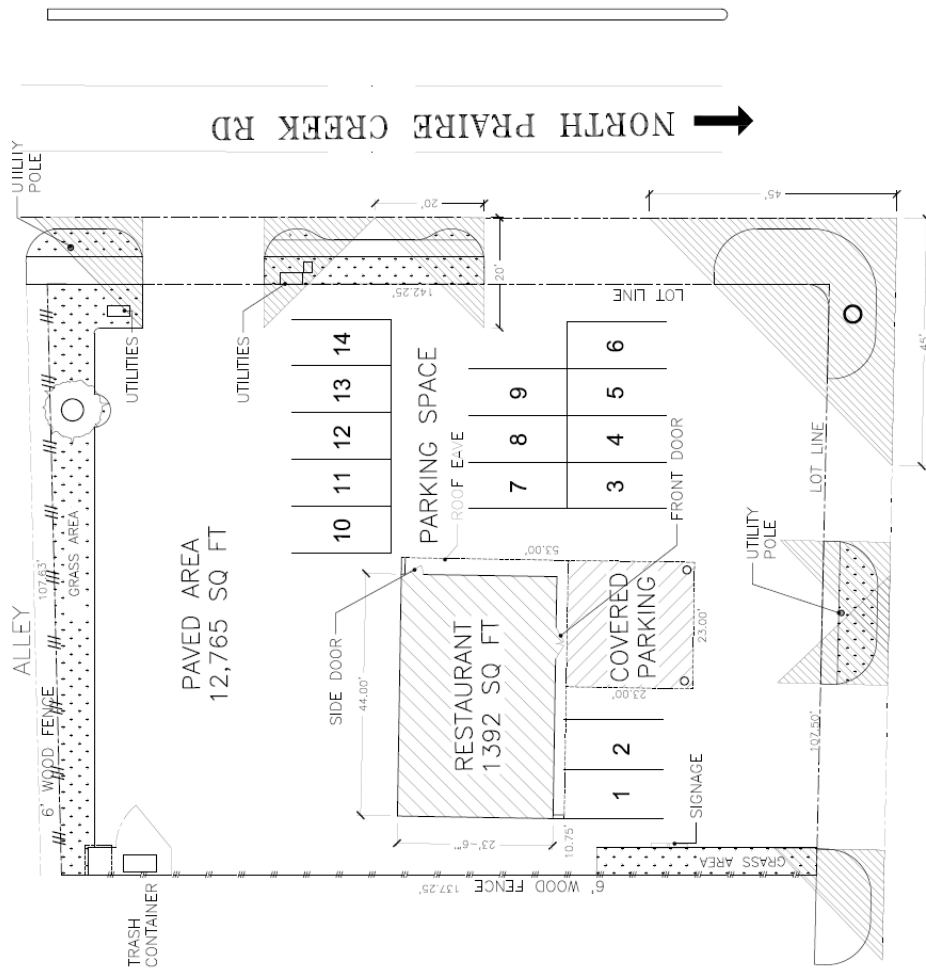 NORTH PRAIRE CREEK RD
UTILITY
POLE
20'
45'
ALLEY
107.63'
GRASS AREA
6' WOOD FENCE
UTILITIES
UTILITIES
142.25'
20'
LOT LINE
45'
14
13
12
11
10
PARKING SPACE
6
5
4
3
9
8
7
ROOF EAVE
FRONT DOOR
LOT LINE
PAVED AREA
12,765 SQ FT
SIDE DOOR
53.00'
44.00'
RESTAURANT
1392 SQ FT
COVERED
PARKING
23.00'
23.00'
UTILITY
POLE
107.50'
1
2
SIGNAGE
23'-6"
10.75'
GRASS AREA
6' WOOD FENCE
137.25'
TRASH
CONTAINER